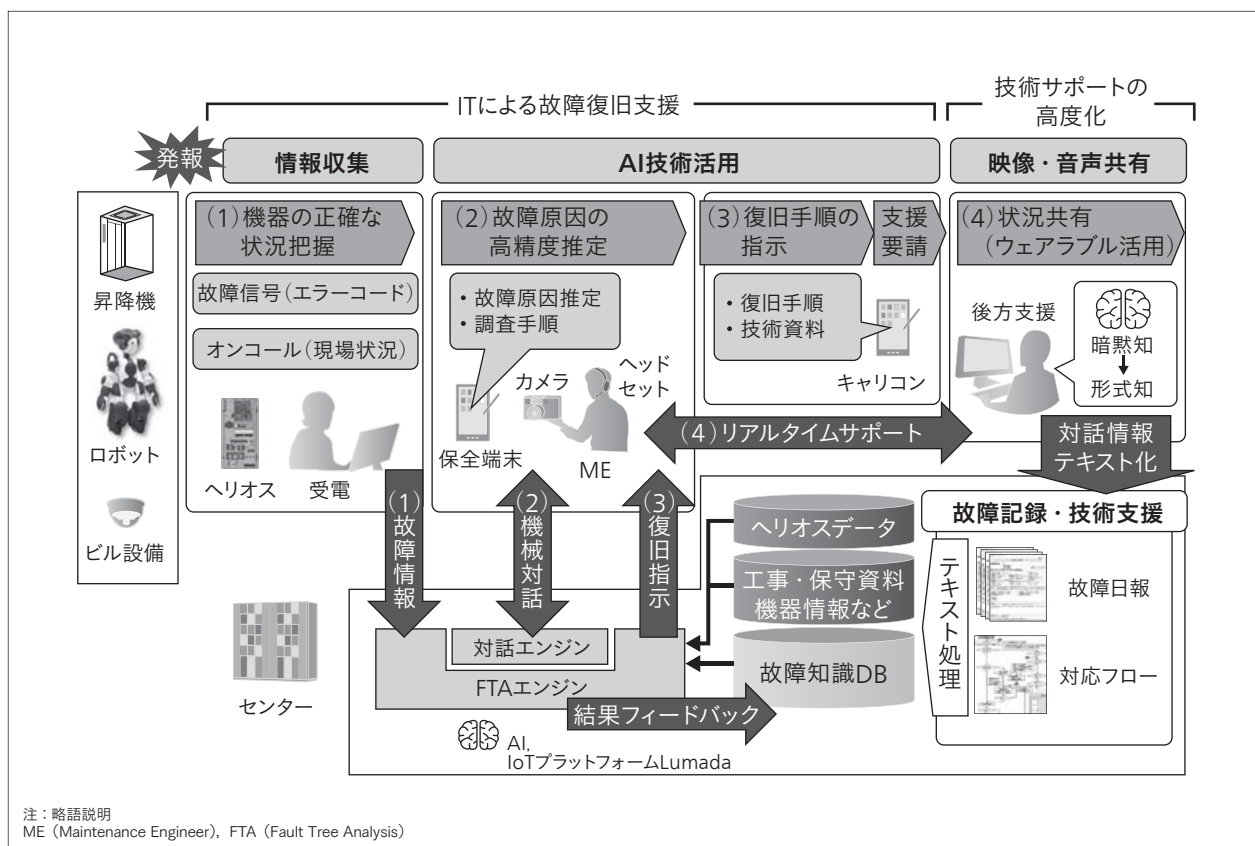 ITによる故障復旧支援
技術サポートの
高度化
発報
情報収集
AI技術活用
映像・音声共有
昇降機
ロボット
ビル設備
(1)機器の正確な
状況把握
故障信号(エラーコード)
オンコール(現場状況)
ヘリオス
受電
(2)故障原因の
高精度推定
・故障原因推定
・調査手順
保全端末
カメラ
ヘッド
セット
ME
(3)復旧手順の
指示
支援
要請
・復旧手順
・技術資料
キャリコン
(4)状況共有
(ウェアラブル活用)
後方支援
暗黙知
形式知
(4)リアルタイムサポート
対話情報
テキスト化
(1)故障情報
(2)機械対話
(3)復旧指示
センター
対話エンジン
FTAエンジン
結果フィードバック
AI,
IoTプラットフォームLumada
ヘリオスデータ
工事・保守資料
機器情報など
故障知識DB
故障記録・技術支援
テキスト処理
故障日報
対応フロー
注:略語説明
ME(Maintenance Engineer),FTA(Fault Tree Analysis)